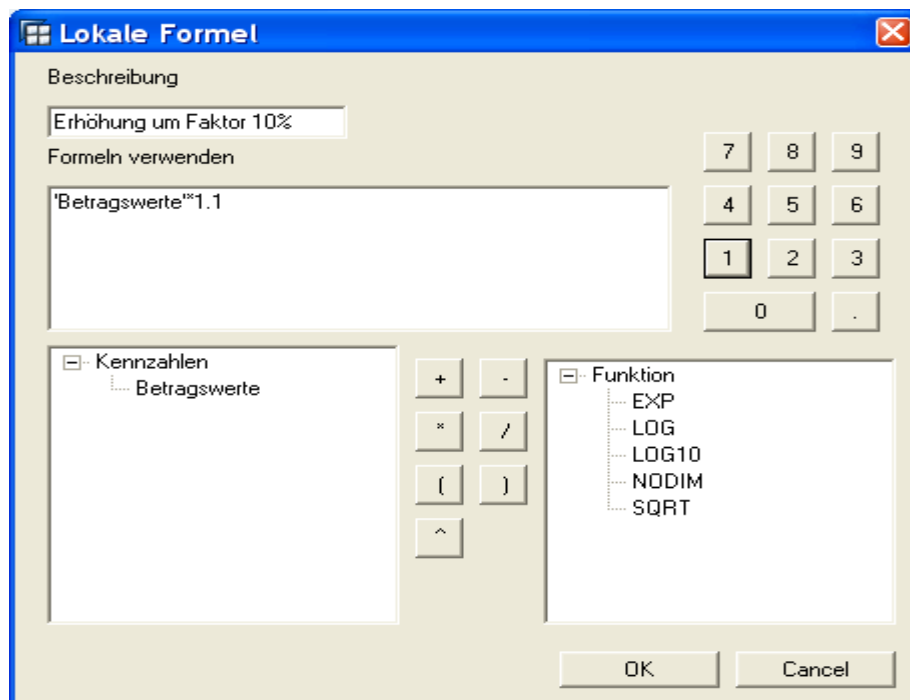 Lokale Formel
Beschreibung
Erhöhung um Faktor 10%
Formeln verwenden
'Betragswerte'*1.1
7 8 9
4 5 6
1 2 3
0 .
Kennzahlen
Betragswerte
+ -
* /
( )
^
Funktion
EXP
LOG
LOG10
NODIM
SQRT
OK Cancel